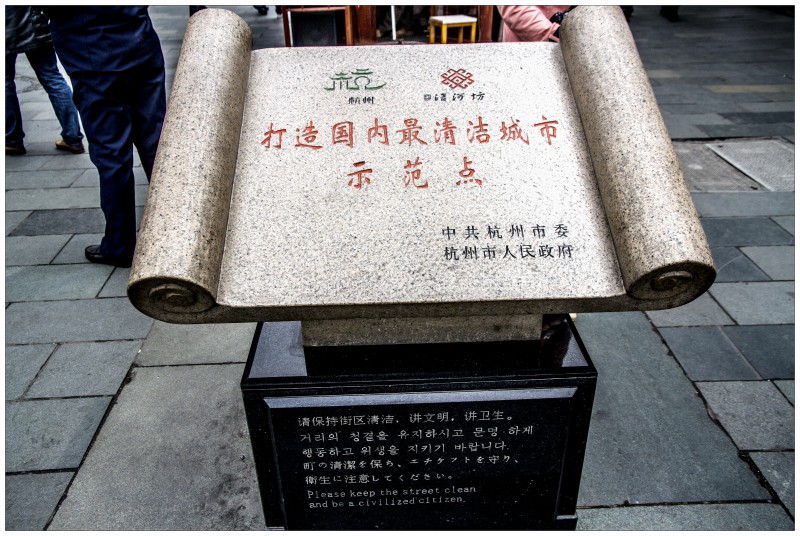 杭州
清河坊
打造国内最清洁城市
示范点
中共杭州市委
杭州市人民政府
请保持街区清洁，讲文明，讲卫生。
거리의 청결을 유지하시고 문명 하게
행동하고 위생을 지키기 바랍니다.
町の清潔を保ち、エチケットを守り、
衛生に注意してください。
Please keep the street clean
and be a civilized citizen.